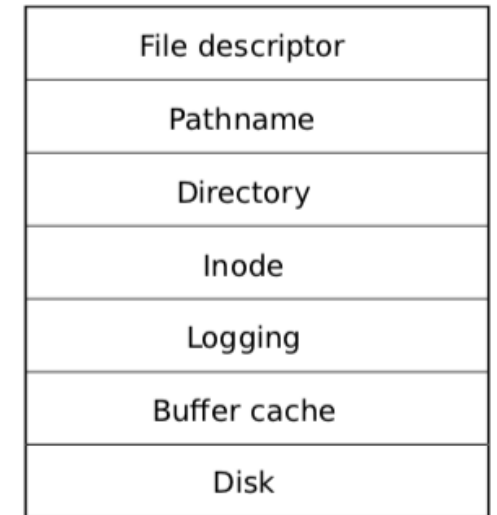 File descriptor
Pathname
Directory
Inode
Logging
Buffer cache
Disk